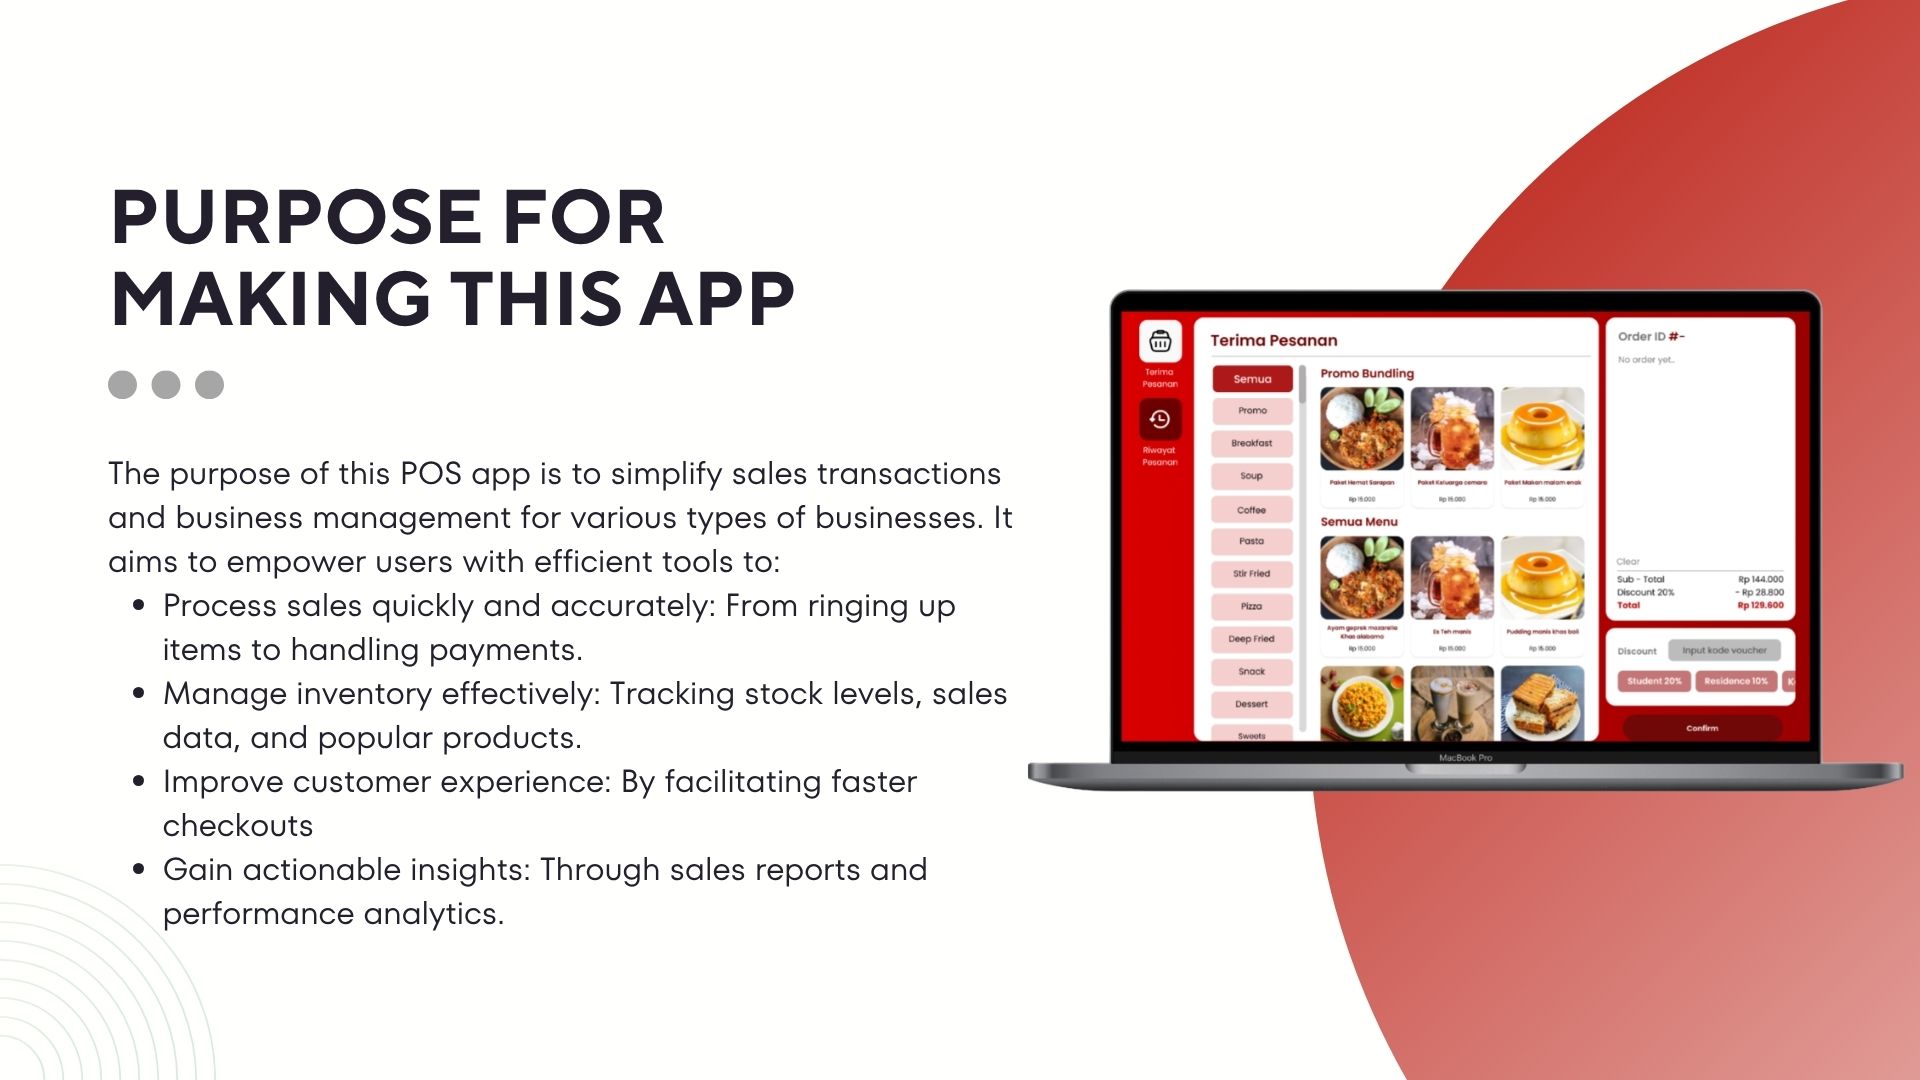 PURPOSE FOR
MAKING THIS APP
The purpose of this POS app is to simplify sales transactions
and business management for various types of businesses. It
aims to empower users with efficient tools to:
Process sales quickly and accurately: From ringing up
items to handling payments.
Manage inventory effectively: Tracking stock levels, sales
data, and popular products.
Improve customer experience: By facilitating faster
checkouts
Gain actionable insights: Through sales reports and
performance analytics.
Terima
Pesanan
Riwayat
Pesanan
Terima Pesanan
Semua
Promo
Breakfast
Soup
Coffee
Pasta
Stir Fried
Pizza
Deep Fried
Snack
Dessert
Sweets
Promo Bundling
Paket Hemat Sarapan
Rp 15.000
Paket Keluarga cemara
Rp 15.000
Paket Makan malam enak
Rp 15.000
Semua Menu
Ayam geprek mozarella
Khas alabama
Rp 15.000
Es Teh manis
Rp 15.000
Pudding manis khas bali
Rp 15.000
Order ID #-
No order yet..
Clear
Sub - Total Rp 144.000
Discount 20% - Rp 28.800
Total Rp 129.600
Discount Input kode voucher
Student 20% Residence 10%
Confirm
MacBook Pro